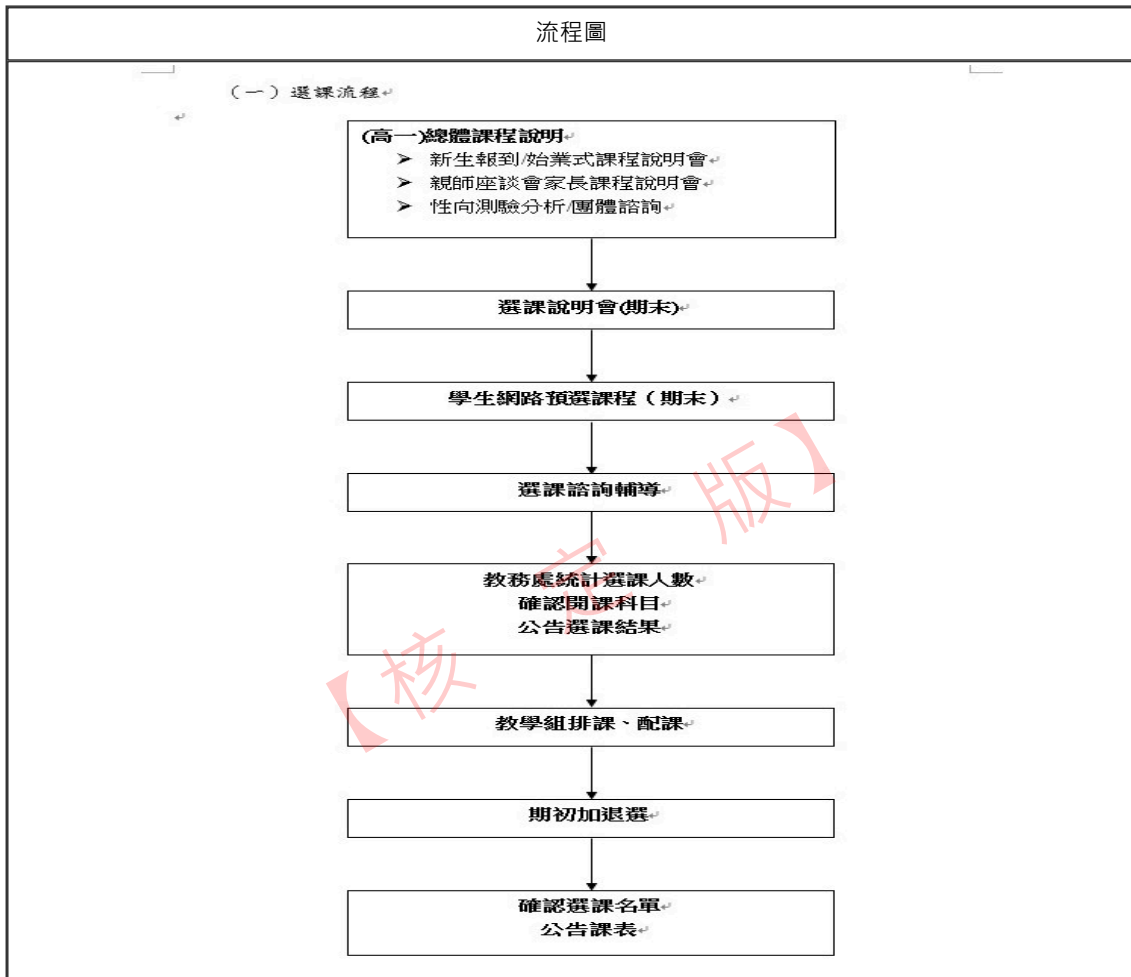 流程圖
（一）選課流程
(高一)總體課程說明
➤ 新生報到/始業式課程說明會
➤ 親師座談會家長課程說明會
➤ 性向測驗分析/團體諮詢
選課說明會(期末)
學生網路預選課程（期末）
選課諮詢輔導
教務處統計選課人數
確認開課科目
公告選課結果
教學組排課、配課
期初加退選
確認選課名單
公告課表
【核定版】